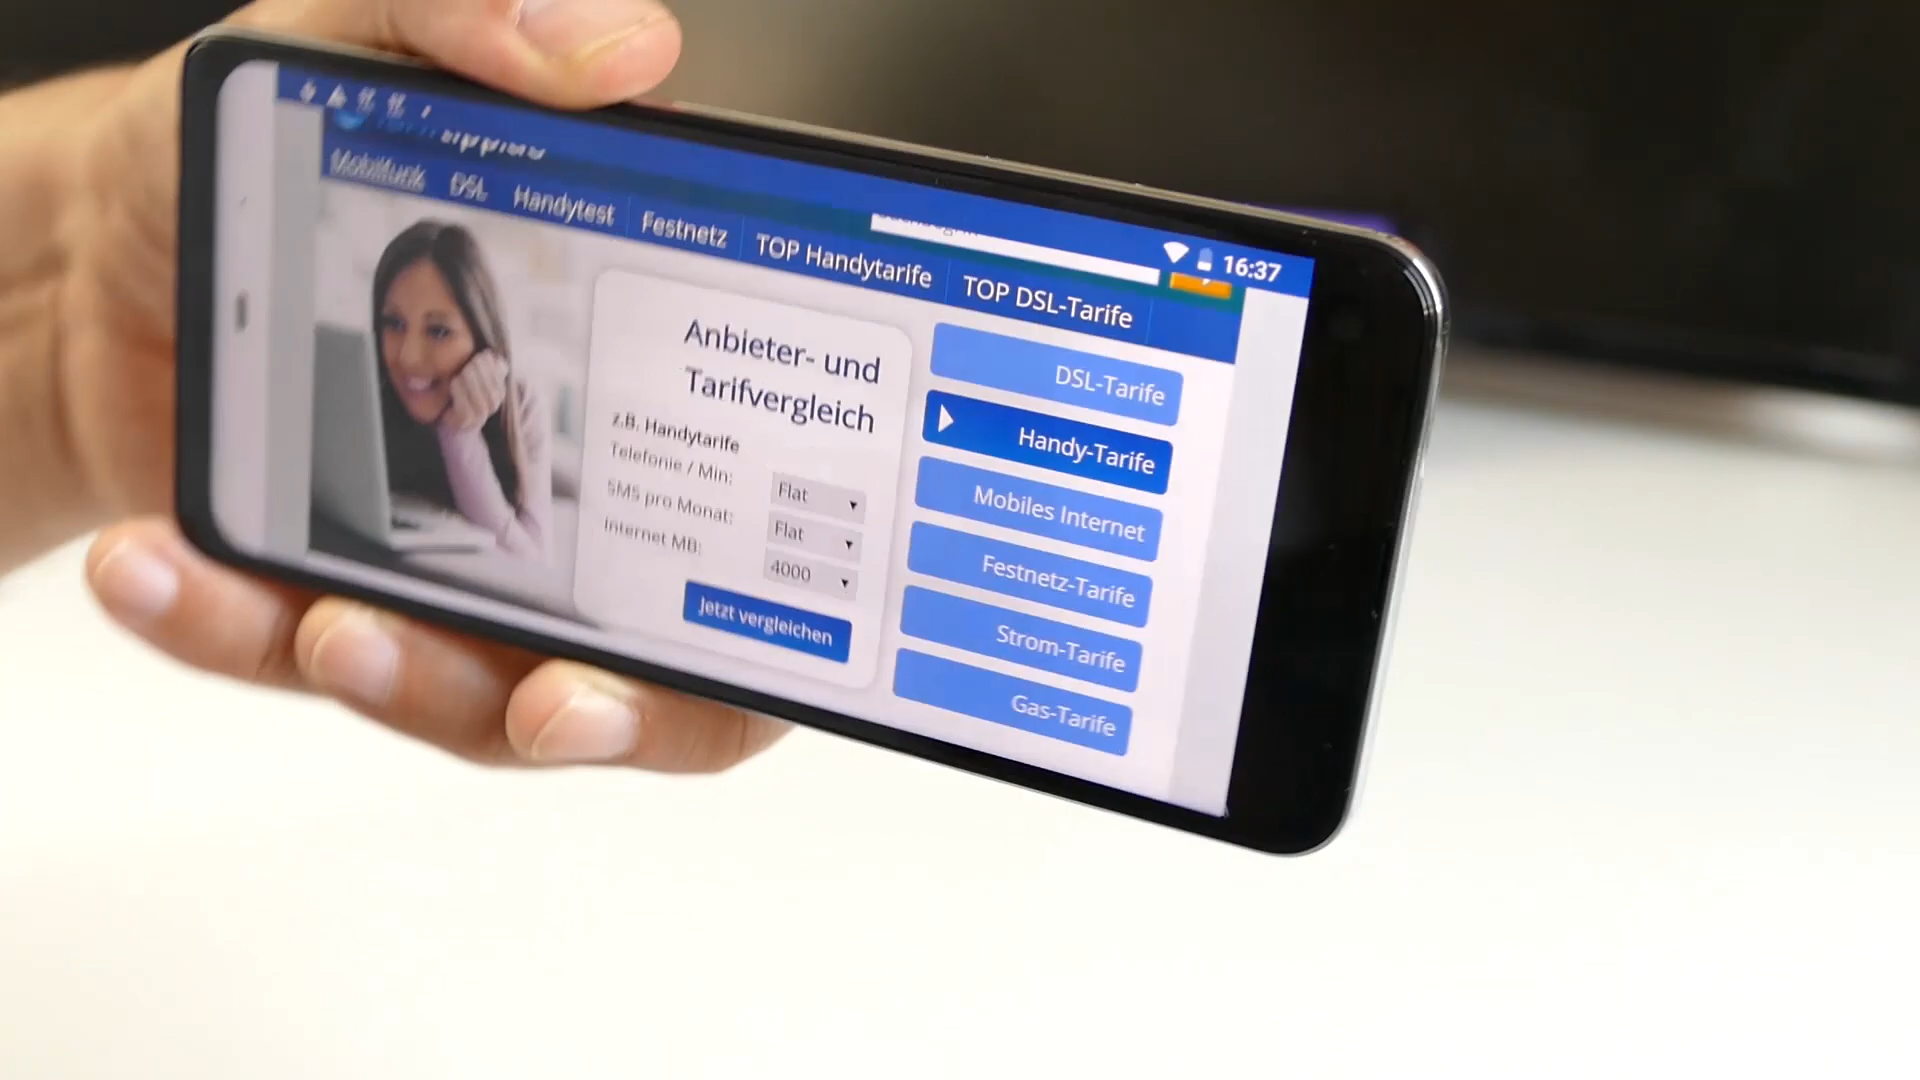 16:37
Mobilfunk DSL Handytest Festnetz TOP Handytarife TOP DSL-Tarife
Anbieter- und
Tarifvergleich
z.B. Handytarife
Telefonie / Min: Flat
SMS pro Monat: Flat
Internet MB: 4000
Jetzt vergleichen
DSL-Tarife
Handy-Tarife
Mobiles Internet
Festnetz-Tarife
Strom-Tarife
Gas-Tarife